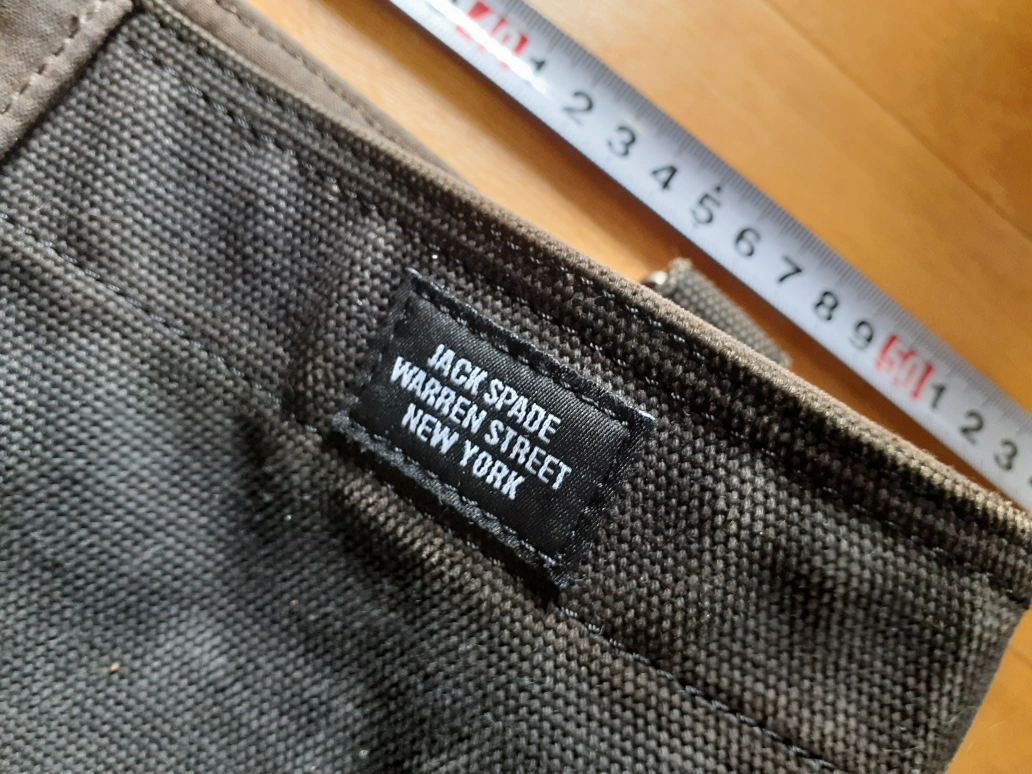 40 1 2 3 4 5 6 7 8 9 50 1 2 3
JACK SPADE
WARREN STREET
NEW YORK